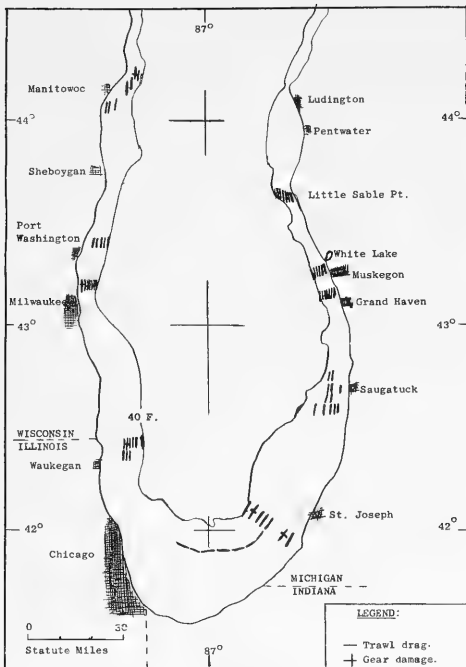 87°
Manitowoc
Ludington
44°
44°
Pentwater
Sheboygan
Little Sable Pt.
Port
Washington
White Lake
Muskegon
Milwaukee
Grand Haven
43°
43°
Saugatuck
40 F.
WISCONSIN
ILLINOIS
Waukegan
St. Joseph
42°
42°
Chicago
MICHIGAN
INDIANA
LEGEND:
0 30
Statute Miles
87°
Trawl drag.
Gear damage.